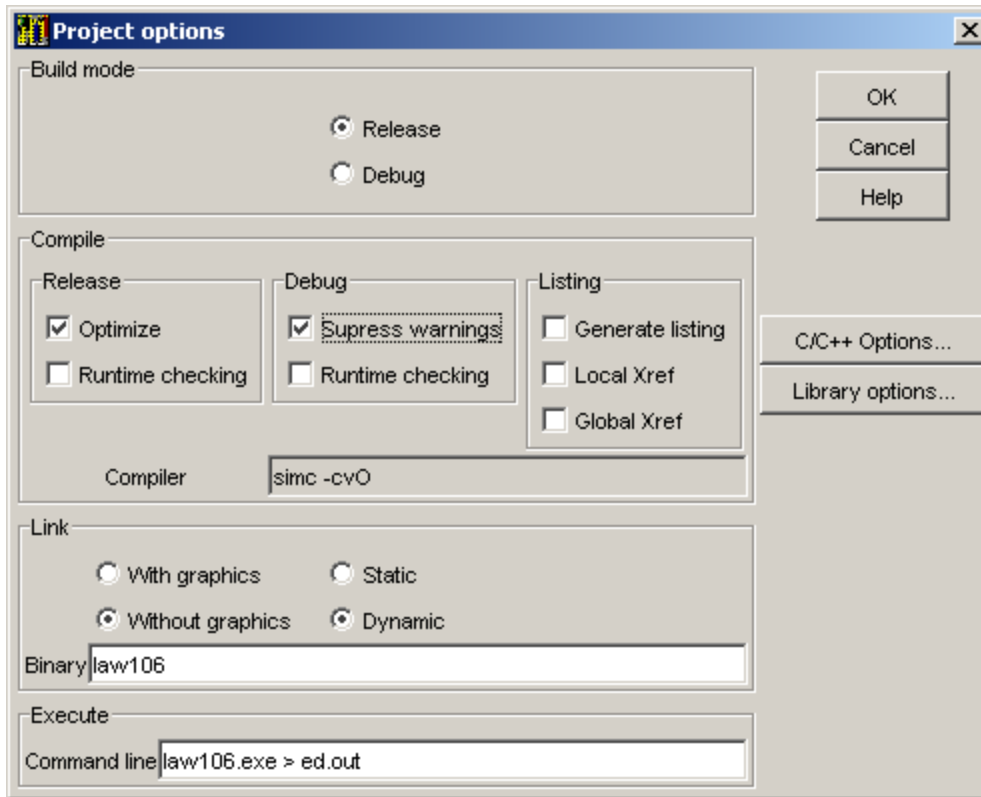 Project options
Build mode
Release
Debug
OK
Cancel
Help
Compile
Release
Optimize
Runtime checking
Debug
Supress warnings
Runtime checking
Listing
Generate listing
Local Xref
Global Xref
C/C++ Options...
Library options...
Compiler simc -cvO
Link
With graphics
Static
Without graphics
Dynamic
Binary law106
Execute
Command line law106.exe > ed.out